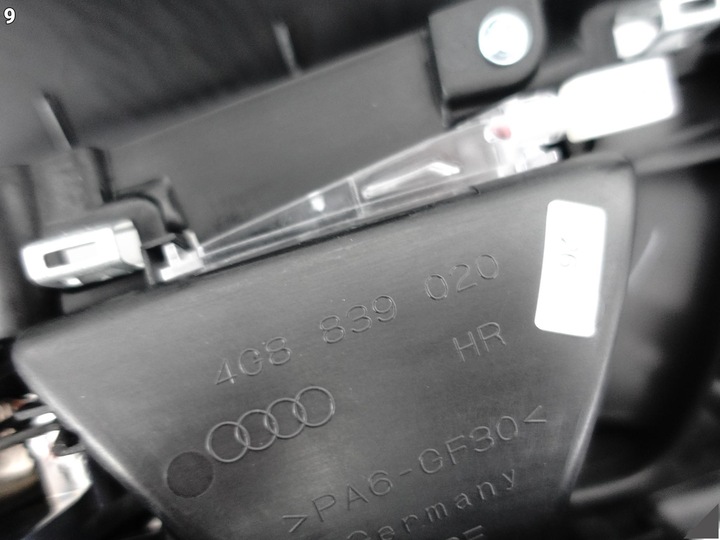 9
4G8 839 020
HR
>PA6-GF30<
Germany